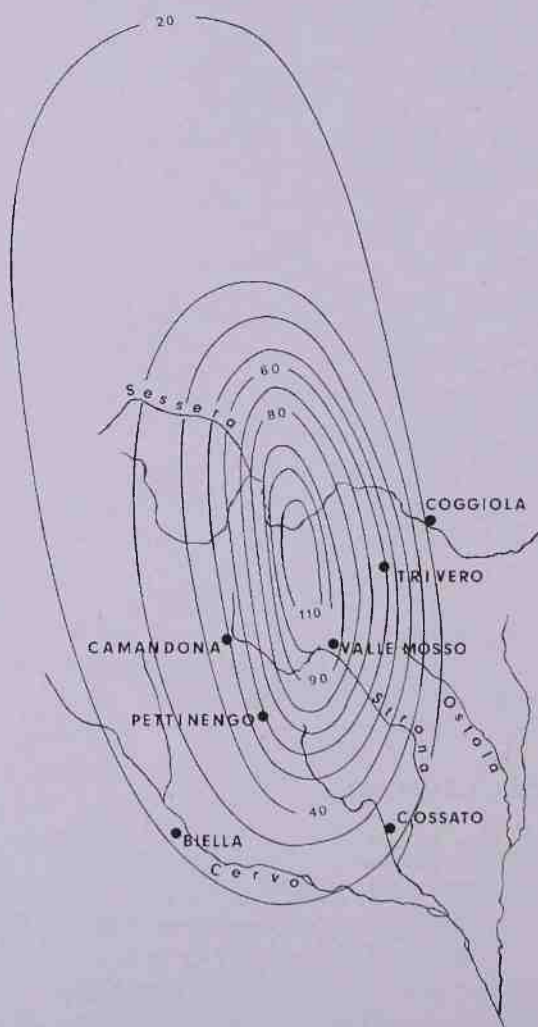 20
60
Sessera
80
COGGIOLA
TRIVERO
110
CAMANDONA
VALLE MOSSO
90
PETTINENGO
Strona
Ostola
40
COSSATO
BIELLA
Cervo